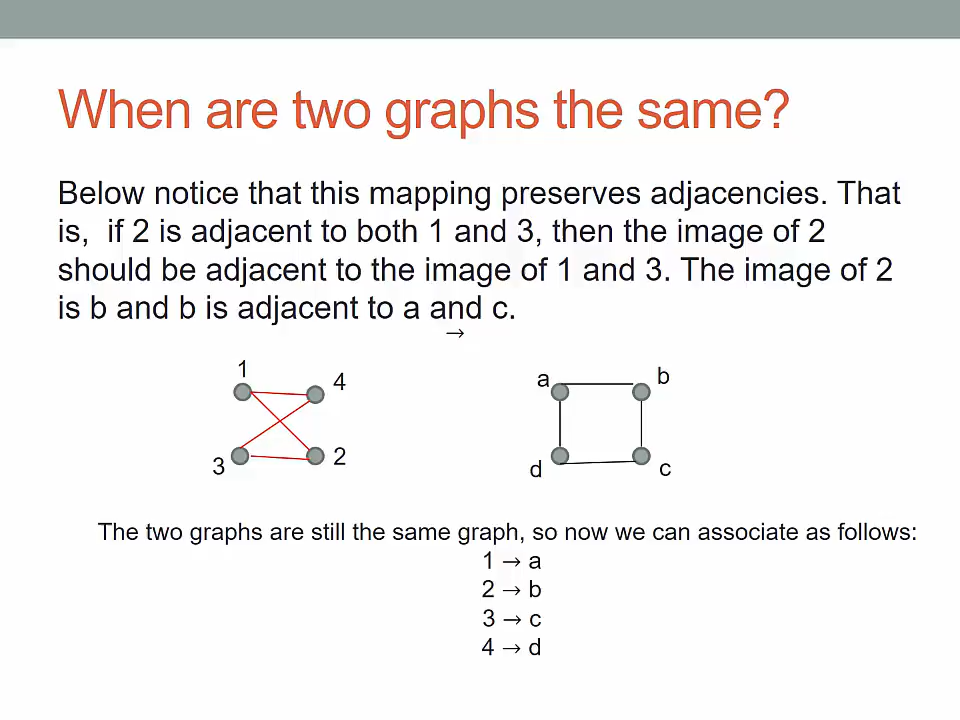 When are two graphs the same?
Below notice that this mapping preserves adjacencies. That
is,  if 2 is adjacent to both 1 and 3, then the image of 2
should be adjacent to the image of 1 and 3. The image of 2
is b and b is adjacent to a and c.
→
1
4
3
2
a
b
d
c
The two graphs are still the same graph, so now we can associate as follows:
1 → a
2 → b
3 → c
4 → d